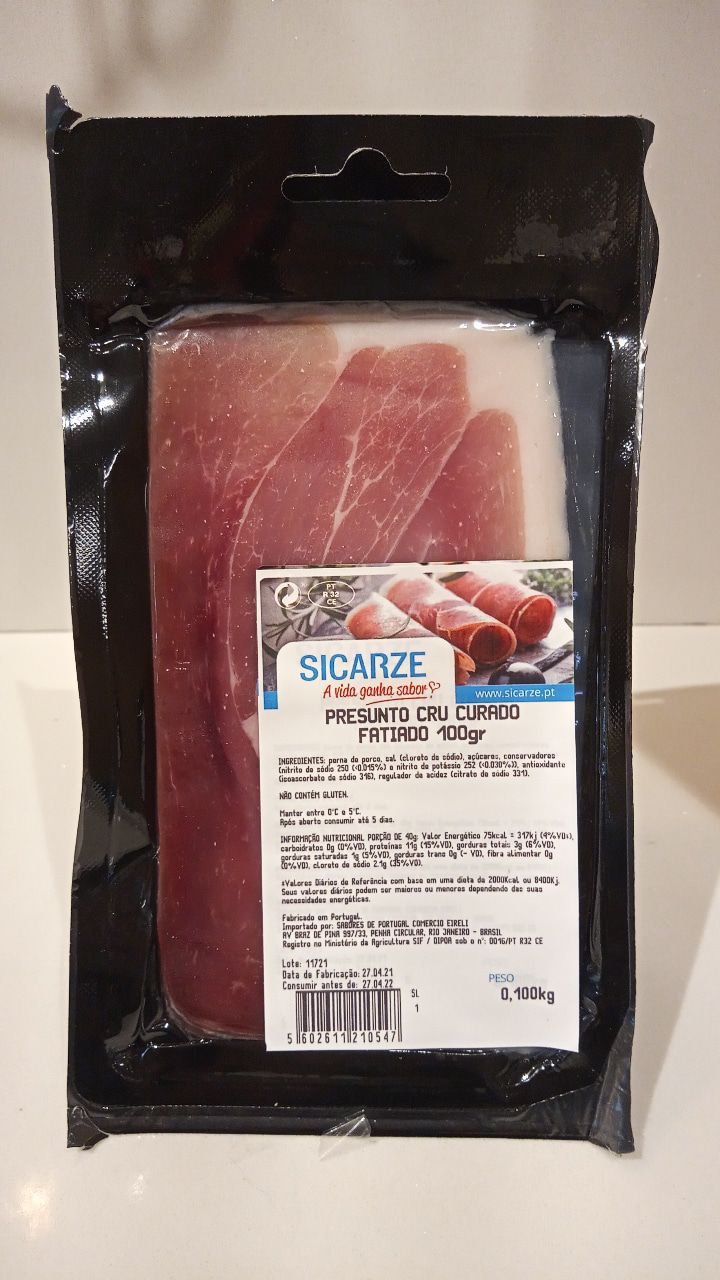 PT
R 32
CE
SICARZE
A vida ganha sabor
www.sicarze.pt
PRESUNTO CRU CURADO
FATIADO 100gr
INGREDIENTES: perna de porco, sal (cloreto de sódio), açúcares, conservadores
(nitrito de sódio 250 (<0.015%) e nitrito de potássio 252 (<0.030%)), antioxidante
(isoascorbato de sódio 316), regulador de acidez (citrato de sódio 331).
NÃO CONTÉM GLUTEN.
Manter entre 0°C e 5°C.
Após aberto consumir até 5 dias.
INFORMAÇÃO NUTRICIONAL PORÇÃO DE 40g: Valor Energético 75kcal = 317kj (4%VD*),
carboidratos 0g (0%VD), proteínas 11g (15%VD), gorduras totais 3g (6%VD),
gorduras saturadas 1g (5%VD), gorduras trans 0g (- VD), fibra alimentar 0g
(0%VD), cloreto de sódio 2.1g (35%VD).
*Valores Diários de Referência com base em uma dieta de 2000Kcal ou 8400Kj.
Seus valores diários podem ser maiores ou menores dependendo das suas
necessidades energéticas.
Fabricado em Portugal.
Importado por: SABORES DE PORTUGAL COMERCIO EIRELI
AV BRAZ DE PINA 997/33, PENHA CIRCULAR, RIO JANEIRO - BRASIL
Registro no Ministério da Agricultura SIF / DIPOA sob o nº: 0016/PT R32 CE
Lote: 11721
Data de Fabricação: 27.04.21
Consumir antes de: 27.04.22
PESO
0,100kg
SL
1
5 602611 210547